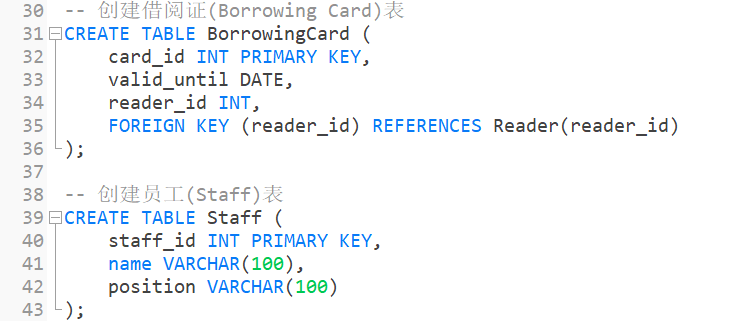 30 -- 创建借阅证(Borrowing Card)表
31 CREATE TABLE BorrowingCard (
32 card_id INT PRIMARY KEY,
33 valid_until DATE,
34 reader_id INT,
35 FOREIGN KEY (reader_id) REFERENCES Reader(reader_id)
36 );
37
38 -- 创建员工(Staff)表
39 CREATE TABLE Staff (
40 staff_id INT PRIMARY KEY,
41 name VARCHAR(100),
42 position VARCHAR(100)
43 );